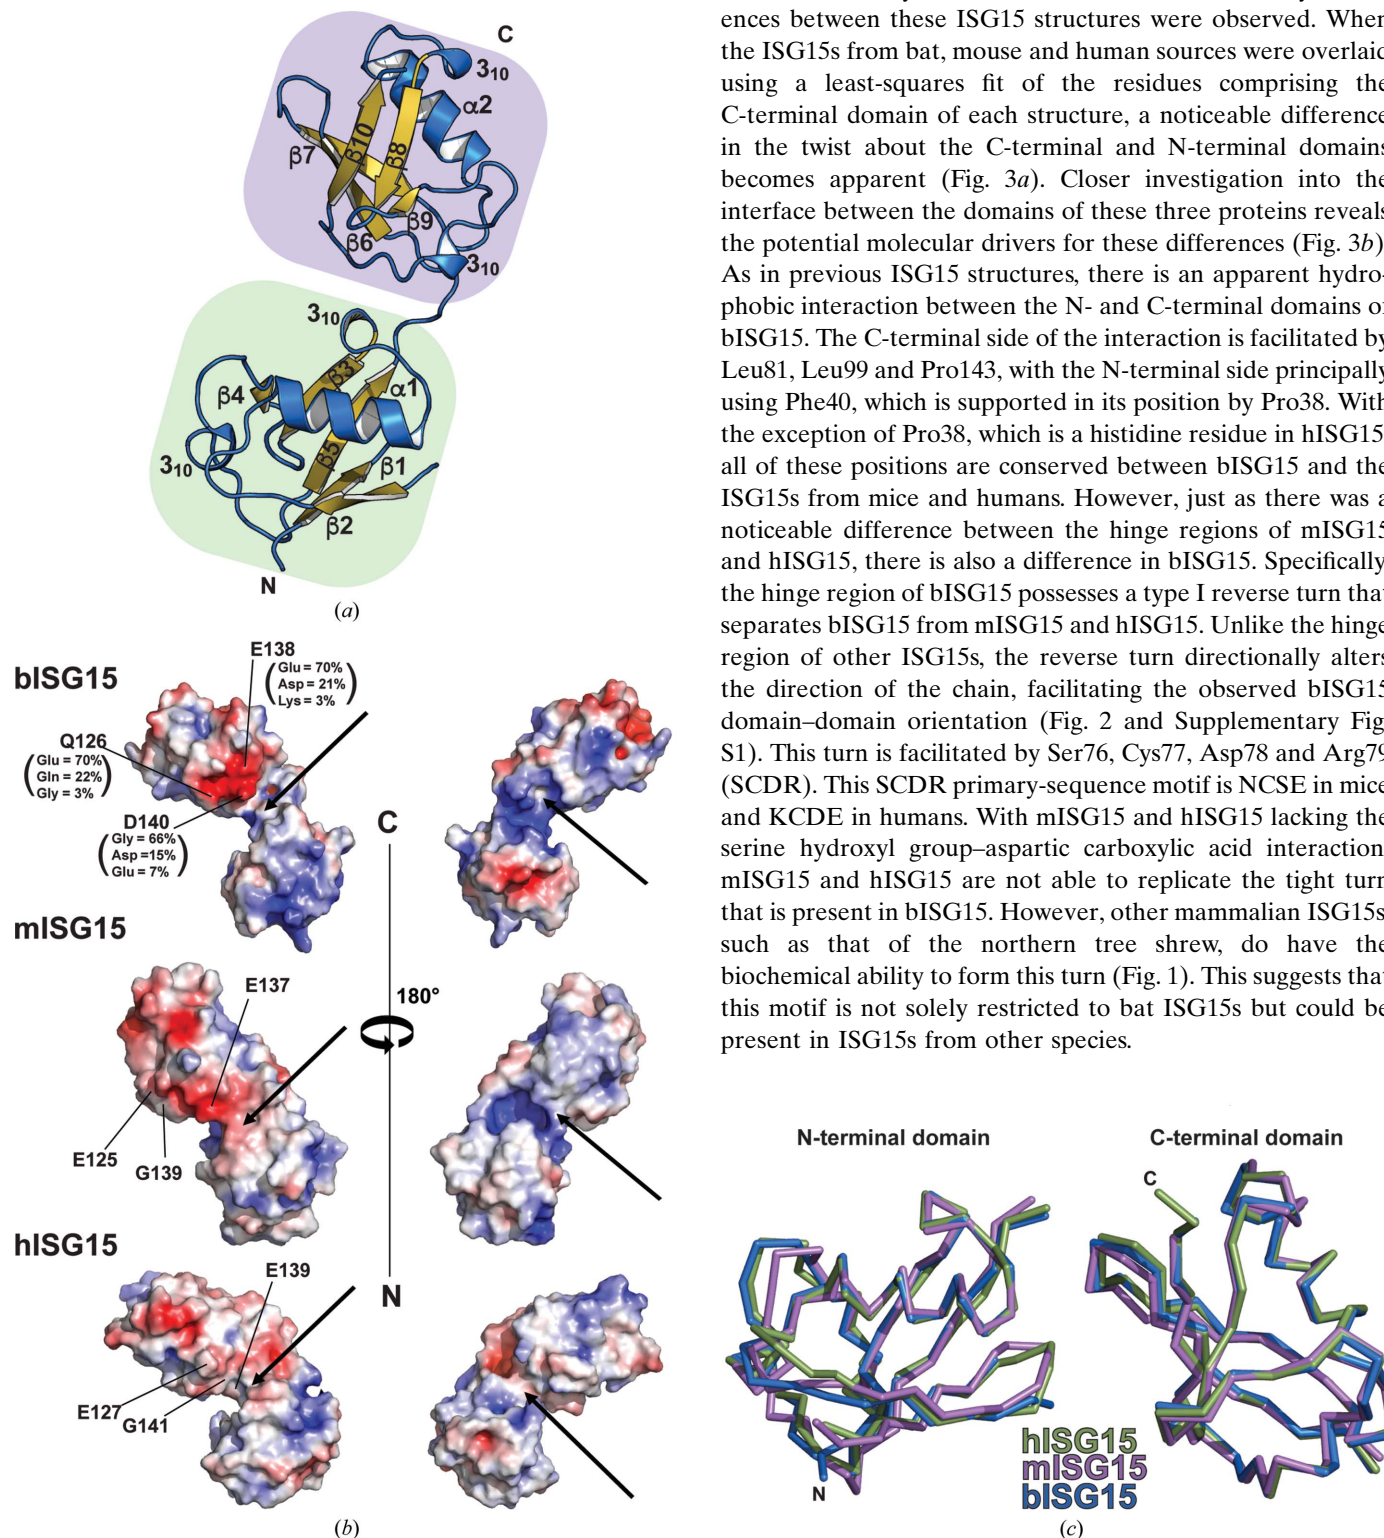 C
3₁₀
α2
β10
β8
β7
β9
β6
3₁₀
3₁₀
β3
α1
β4
β5
β1
3₁₀
β2
N
(a)
bISG15
E138
(Glu = 70%
Asp = 21%
Lys = 3%)
Q126
(Glu = 70%
Gln = 22%
Gly = 3%)
D140
(Gly = 66%
Asp = 15%
Glu = 7%)
C
mISG15
E137
180°
E125
G139
hISG15
E139
N
E127
G141
(b)
ences between these ISG15 structures were observed. When
the ISG15s from bat, mouse and human sources were overlaid
using a least-squares fit of the residues comprising the
C-terminal domain of each structure, a noticeable difference
in the twist about the C-terminal and N-terminal domains
becomes apparent (Fig. 3a). Closer investigation into the
interface between the domains of these three proteins reveals
the potential molecular drivers for these differences (Fig. 3b)
As in previous ISG15 structures, there is an apparent hydro-
phobic interaction between the N- and C-terminal domains of
bISG15. The C-terminal side of the interaction is facilitated by
Leu81, Leu99 and Pro143, with the N-terminal side principally
using Phe40, which is supported in its position by Pro38. With
the exception of Pro38, which is a histidine residue in hISG15
all of these positions are conserved between bISG15 and the
ISG15s from mice and humans. However, just as there was a
noticeable difference between the hinge regions of mISG15
and hISG15, there is also a difference in bISG15. Specifically
the hinge region of bISG15 possesses a type I reverse turn that
separates bISG15 from mISG15 and hISG15. Unlike the hinge
region of other ISG15s, the reverse turn directionally alters
the direction of the chain, facilitating the observed bISG15
domain–domain orientation (Fig. 2 and Supplementary Fig
S1). This turn is facilitated by Ser76, Cys77, Asp78 and Arg79
(SCDR). This SCDR primary-sequence motif is NCSE in mice
and KCDE in humans. With mISG15 and hISG15 lacking the
serine hydroxyl group–aspartic carboxylic acid interaction
mISG15 and hISG15 are not able to replicate the tight turn
that is present in bISG15. However, other mammalian ISG15s
such as that of the northern tree shrew, do have the
biochemical ability to form this turn (Fig. 1). This suggests that
this motif is not solely restricted to bat ISG15s but could be
present in ISG15s from other species.
N-terminal domain
C-terminal domain
C
hISG15
mISG15
bISG15
N
(c)